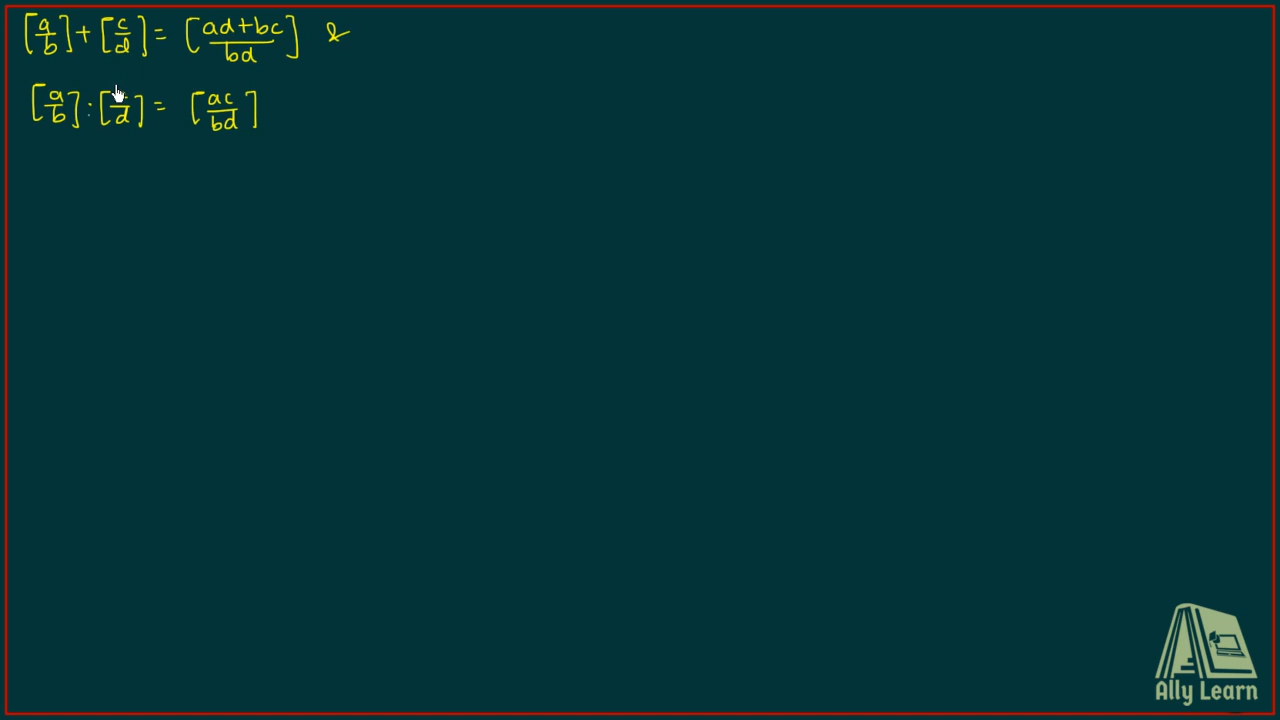 [a/b] + [c/d] = [ad+bc/bd] &
[a/b] : [ /d] = [ac/bd]
Ally Learn